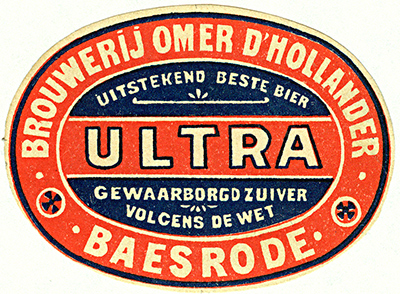 BROUWERIJ OMER D'HOLLANDER
UITSTEKEND BESTE BIER
ULTRA
GEWAARBORGD ZUIVER
VOLGENS DE WET
BAESRODE